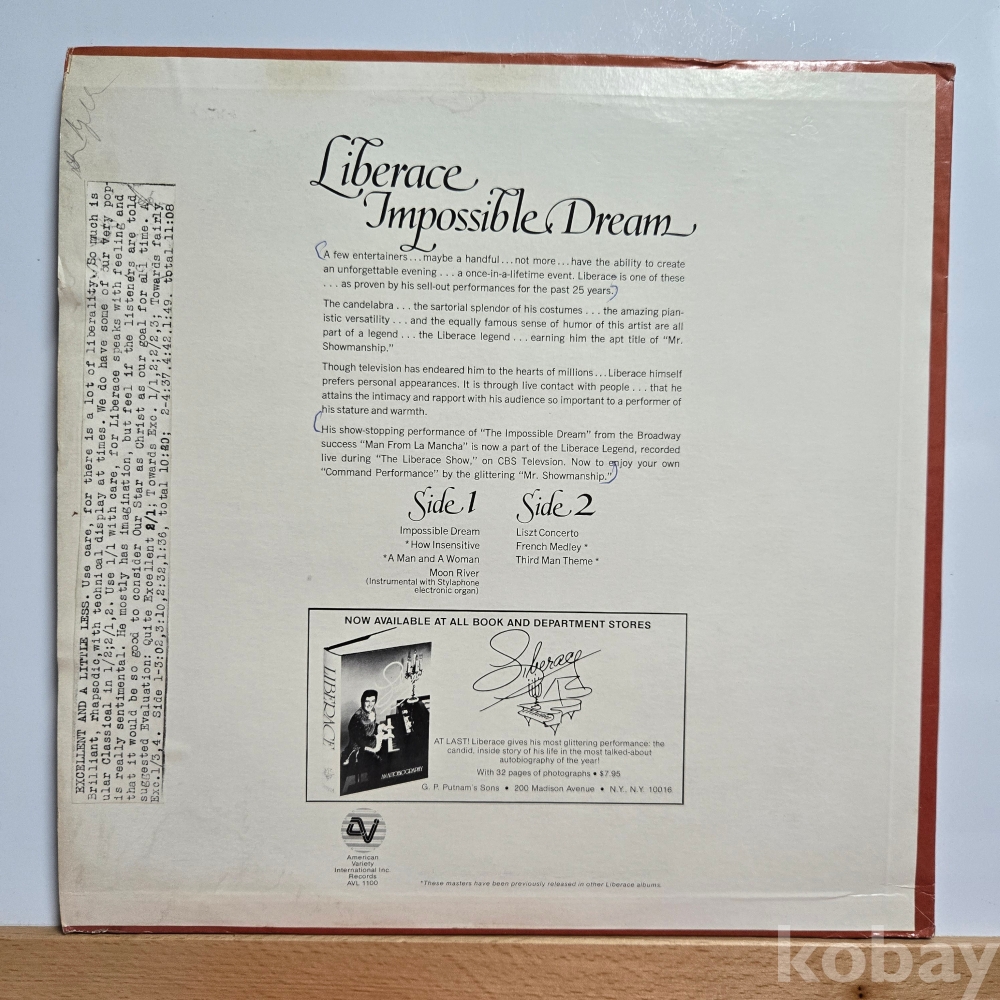 Liberace
Impossible Dream
A few entertainers...maybe a handful...not more...have the ability to create
an unforgettable evening . . . a once-in-a-lifetime event. Liberace is one of these
. . . as proven by his sell-out performances for the past 25 years.
The candelabra . . . the sartorial splendor of his costumes . . . the amazing pian-
istic versatility . . . and the equally famous sense of humor of this artist are all
part of a legend . . . the Liberace legend . . . earning him the apt title of “Mr.
Showmanship.”
Though television has endeared him to the hearts of millions...Liberace himself
prefers personal appearances. It is through live contact with people . . . that he
attains the intimacy and rapport with his audience so important to a performer of
his stature and warmth.
His show-stopping performance of “The Impossible Dream” from the Broadway
success “Man From La Mancha” is now a part of the Liberace Legend, recorded
live during “The Liberace Show,” on CBS Televsion. Now to enjoy your own
“Command Performance” by the glittering “Mr. Showmanship.”
Side 1
Impossible Dream
*How Insensitive
*A Man and A Woman
Moon River
(Instrumental with Stylaphone
electronic organ)
Side 2
Liszt Concerto
French Medley *
Third Man Theme *
NOW AVAILABLE AT ALL BOOK AND DEPARTMENT STORES
LIBERACE
AN AUTOBIOGRAPHY
Liberace
AT LAST! Liberace gives his most glittering performance: the
candid, inside story of his life in the most talked-about
autobiography of the year!
With 32 pages of photographs • $7.95
G. P. Putnam's Sons • 200 Madison Avenue • N.Y., N.Y. 10016
AVI
American
Variety
International Inc.
Records
AVL 1100
*These masters have been previously released in other Liberace albums.
EXCELLENT AND A LITTLE LESS. Use care, for there is a lot of liberality. So much is
Brilliant, rhapsodic, with technical display at times. We do have some of our very pop-
ular Classical in 1/2;2/1,2. Use 1/1 with care, for Liberace speaks with feeling and
is really sentimental. He mostly has imagination, but feel if the listeners are told
that it would be so good to consider Our Star as Christ as our goal for all time. A
suggested Evaluation: Quite Excellent 2/1; Towards Exc. 1/1,2;2/2,3; Towards fairly
Exc.1/3,4. Side 1-3:02,3:10,2:32,1:36, total 10:20; 2-4:37,4:42,1:49. total 11:08
kobay